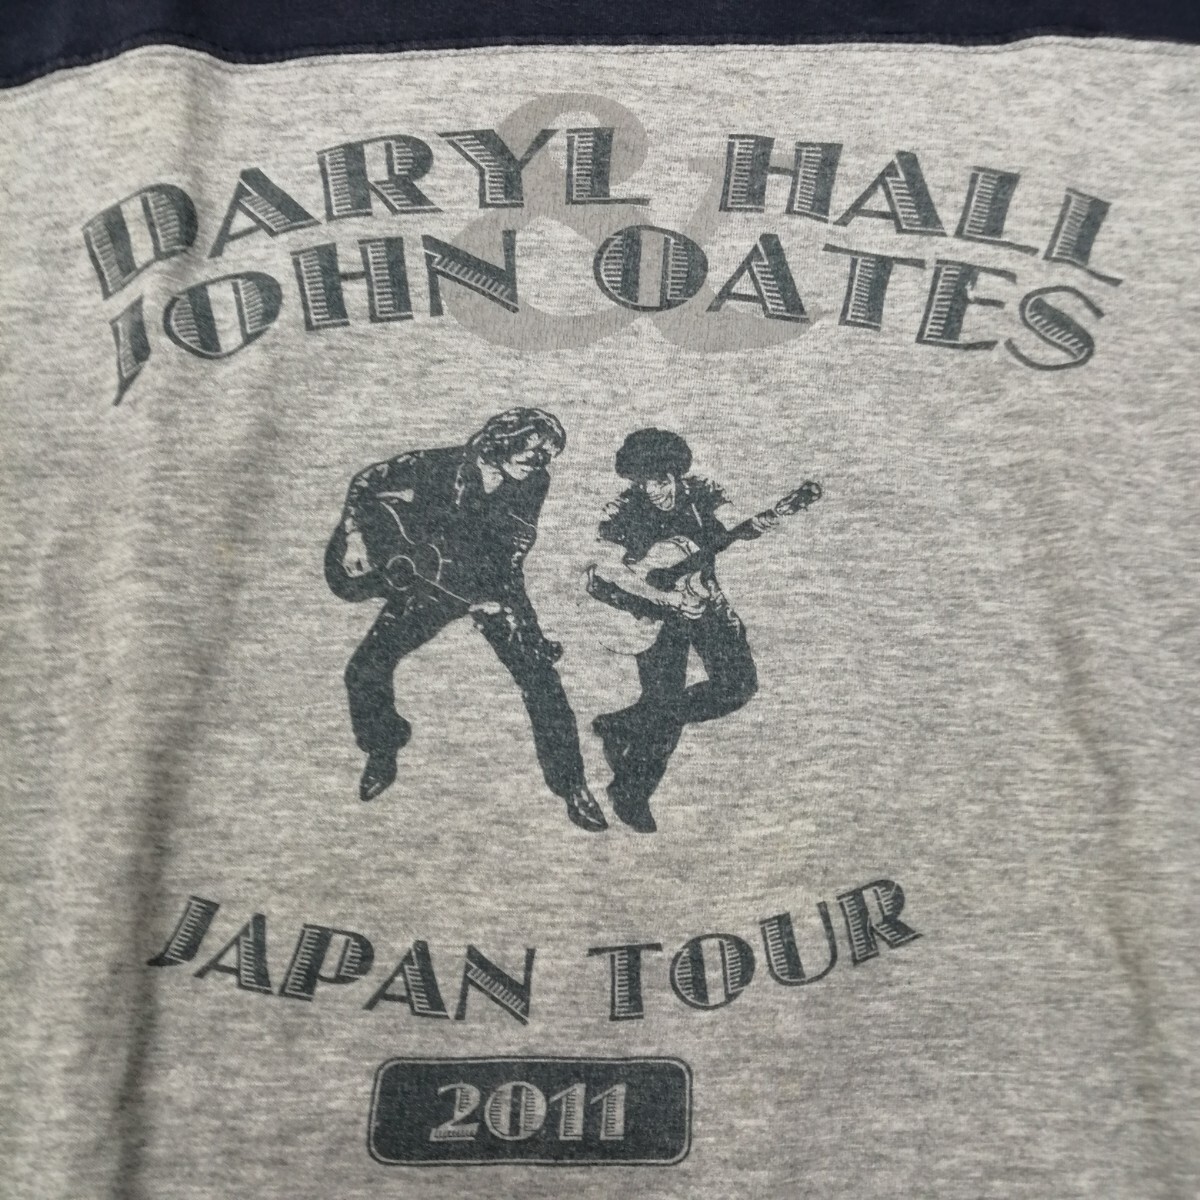 &
DARYL HALL
JOHN OATES
JAPAN TOUR
2011